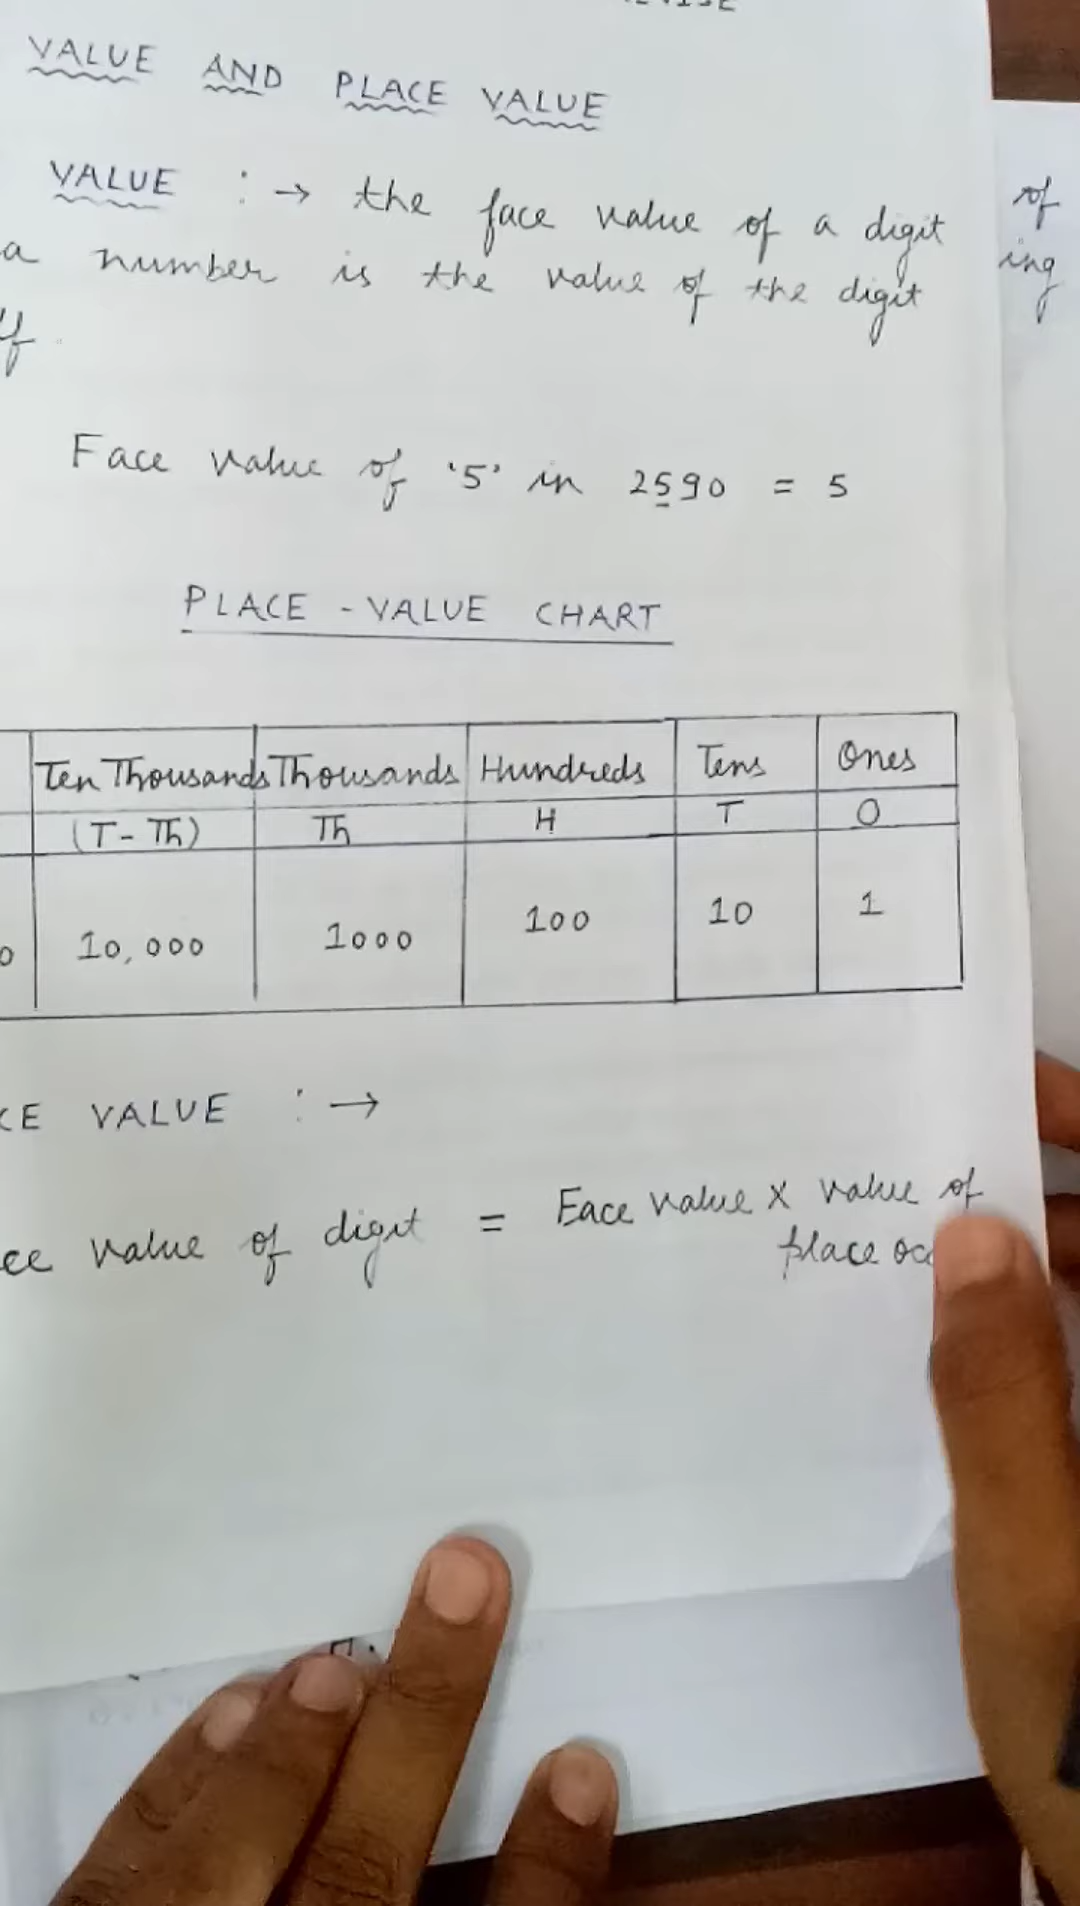 VALUE AND PLACE VALUE
VALUE : → the face value of a digit
a number is the value of the digit
of
ing
Face value of '5' in 2590 = 5
PLACE - VALUE CHART
Ten Thousands Thousands Hundreds Tens Ones
(T-Th) Th H T O
10,000 1000 100 10 1
VALUE : →
value of digit = Face value × value of
place